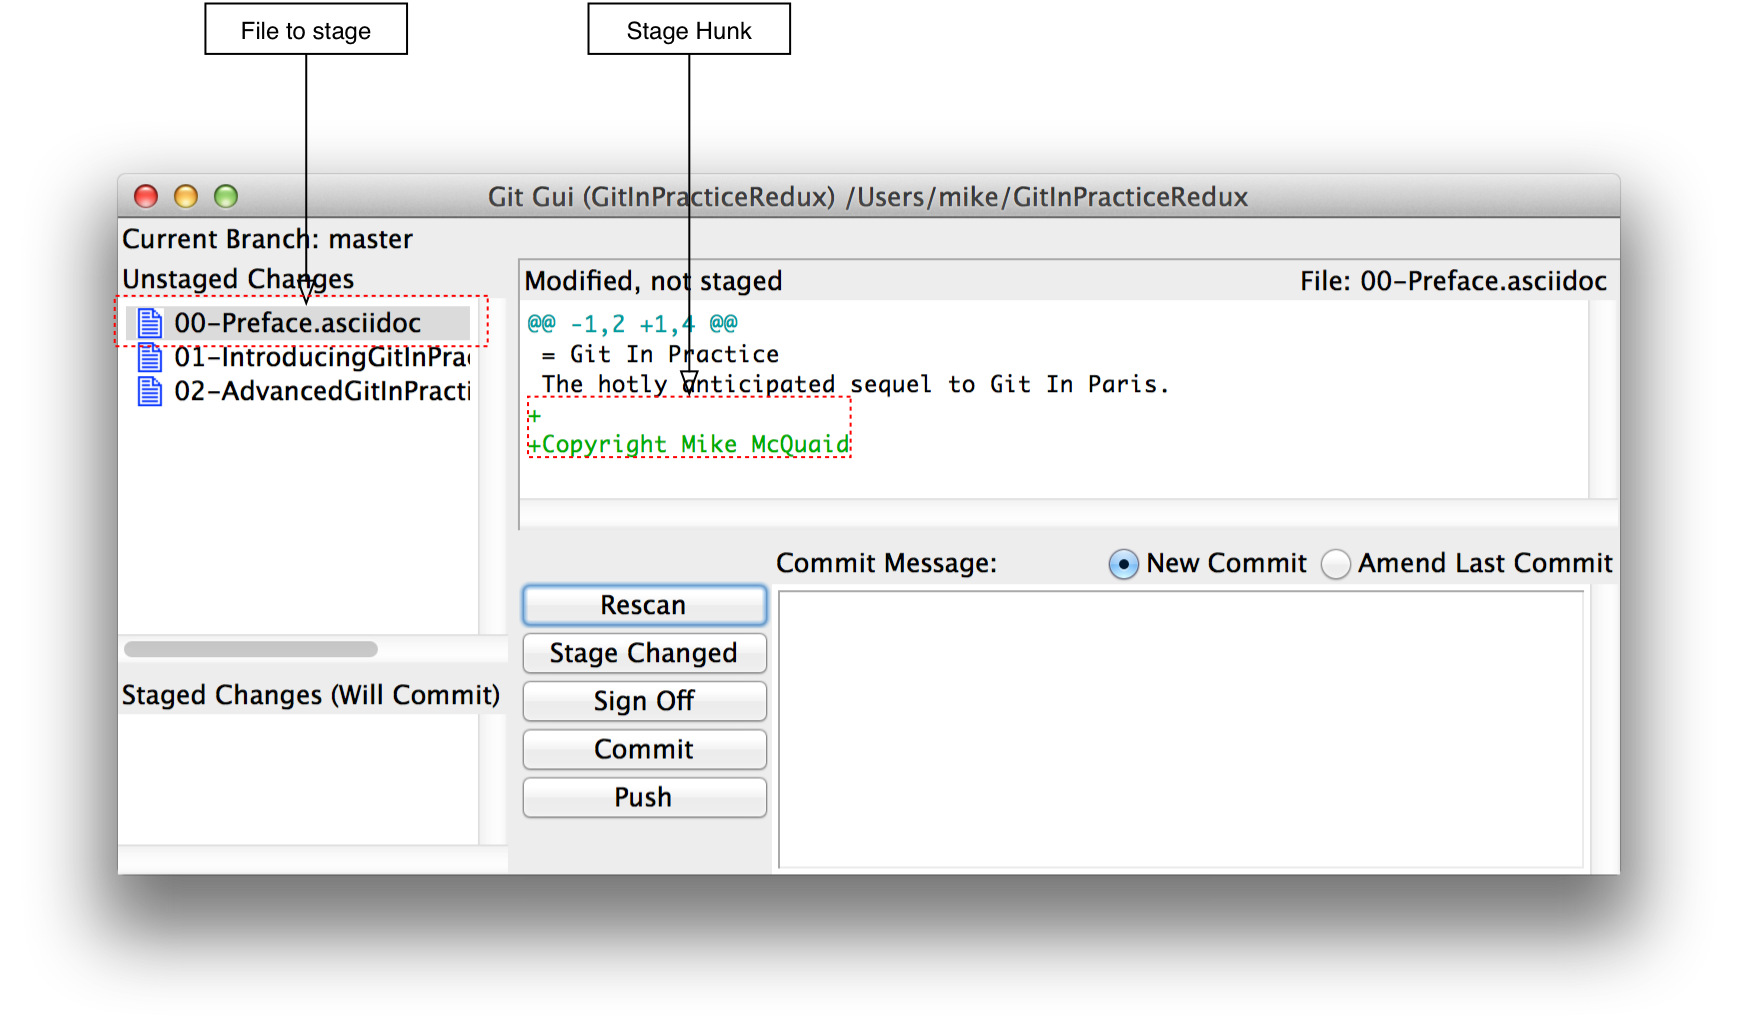 File to stage
Stage Hunk
Git Gui (GitInPracticeRedux) /Users/mike/GitInPracticeRedux
Current Branch: master
Unstaged Changes
00-Preface.asciidoc
01-IntroducingGitInPra
02-AdvancedGitInPracti
Modified, not staged File: 00-Preface.asciidoc
@@ -1,2 +1,4 @@
= Git In Practice
The hotly anticipated sequel to Git In Paris.
+
+Copyright Mike McQuaid
Staged Changes (Will Commit)
Commit Message: New Commit Amend Last Commit
Rescan
Stage Changed
Sign Off
Commit
Push